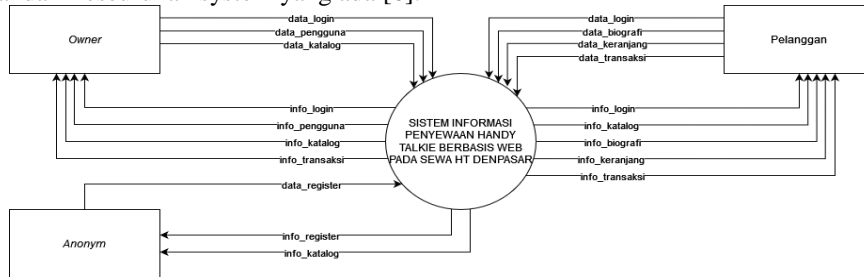 [6].
data_login
data_pengguna
data_katalog
Owner
info_login
info_pengguna
info_katalog
info_transaksi
data_register
Anonym
info_register
info_katalog
SISTEM INFORMASI
PENYEWAAN HANDY
TALKIE BERBASIS WEB
PADA SEWA HT DENPASAR
data_login
data_biografi
data_keranjang
data_transaksi
Pelanggan
info_login
info_katalog
info_biografi
info_keranjang
info_transaksi